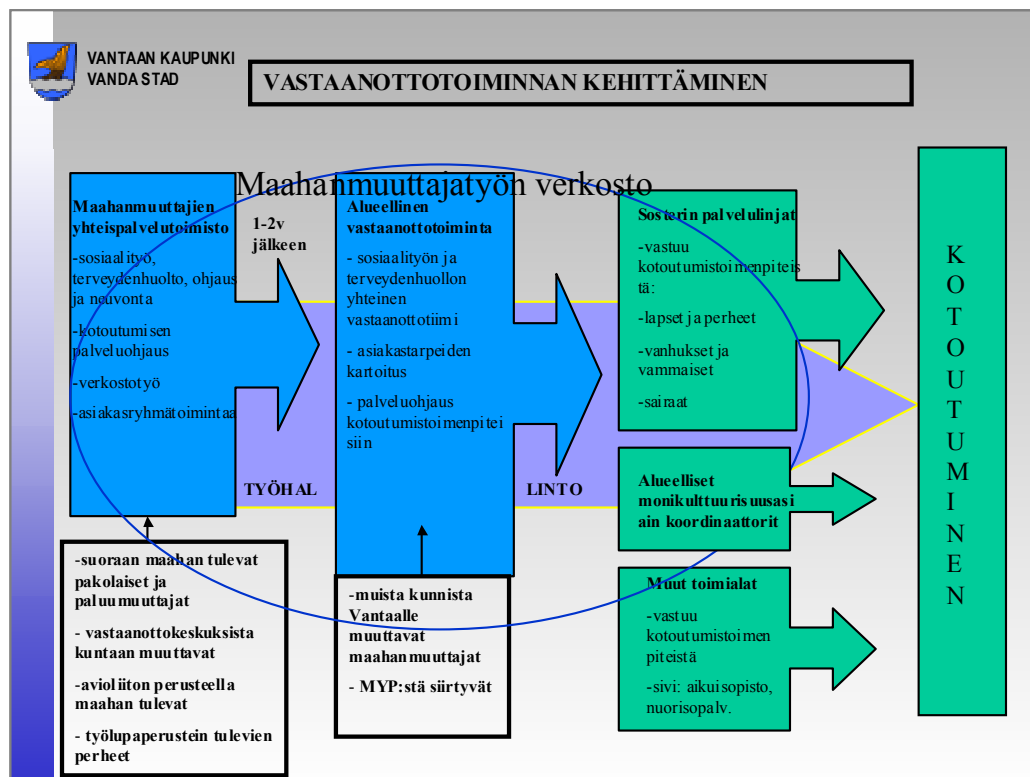 VANTAAN KAUPUNKI
VANDA STAD
VASTAANOTTOTOIMINNAN KEHITTÄMINEN
Maahanmuuttajatyön verkosto
Maahanmuuttajien
yhteispalvelutoimisto
-sosiaalityö,
terveydenhuolto, ohjaus
ja neuvonta
-kotoutumisen
palveluohjaus
-verkostotyö
-asiakasryhmätoimintaa
1-2v
jälkeen
TYÖHAL
Alueellinen
vastaanottotoiminta
- sosiaalityön ja
terveydenhuollon
yhteinen
vastaanottotiimi
- asiakastarpeiden
kartoitus
- palveluohjaus
kotoutumistoimenpitei
siin
LINTO
Sosterin palvelulinjat
-vastuu
kotoutumistoimenpiteis
tä:
-lapset ja perheet
-vanhukset ja
vammaiset
-sairaat
Alueelliset
monikulttuurisuusasi
ain koordinaattorit
Muut toimialat
-vastuu
kotoutumistoimen
piteistä
-sivi: aikuisopisto,
nuorisopalv.
K
O
T
O
U
T
U
M
I
N
E
N
-suoraan maahan tulevat
pakolaiset ja
paluumuuttajat
- vastaanottokeskuksista
kuntaan muuttavat
-avioliiton perusteella
maahan tulevat
- työlupaperustein tulevien
perheet
-muista kunnista
Vantaalle
muuttavat
maahanmuuttajat
- MYP:stä siirtyvät